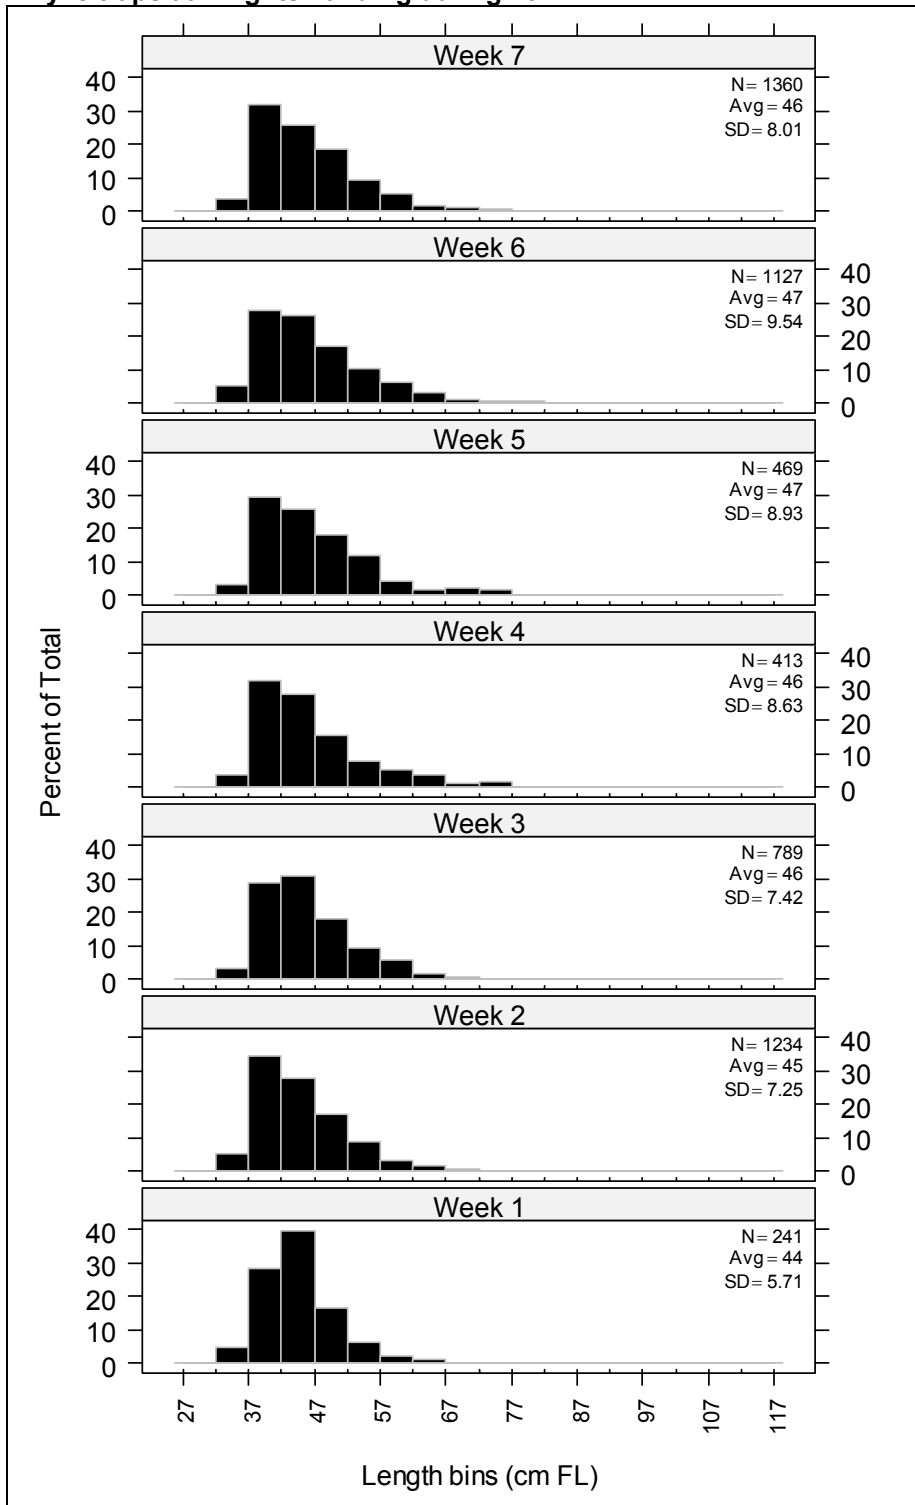 Week 7
40
30
20
10
0
N= 1360
Avg = 46
SD= 8.01
Week 6
N= 1127
Avg = 47
SD= 9.54
40
30
20
10
0
Week 5
40
30
20
10
0
N= 469
Avg = 47
SD= 8.93
Week 4
N= 413
Avg = 46
SD= 8.63
40
30
20
10
0
Percent of Total
Week 3
40
30
20
10
0
N= 789
Avg = 46
SD= 7.42
Week 2
N= 1234
Avg = 45
SD= 7.25
40
30
20
10
0
Week 1
40
30
20
10
0
N= 241
Avg = 44
SD= 5.71
27 37 47 57 67 77 87 97 107 117
Length bins (cm FL)